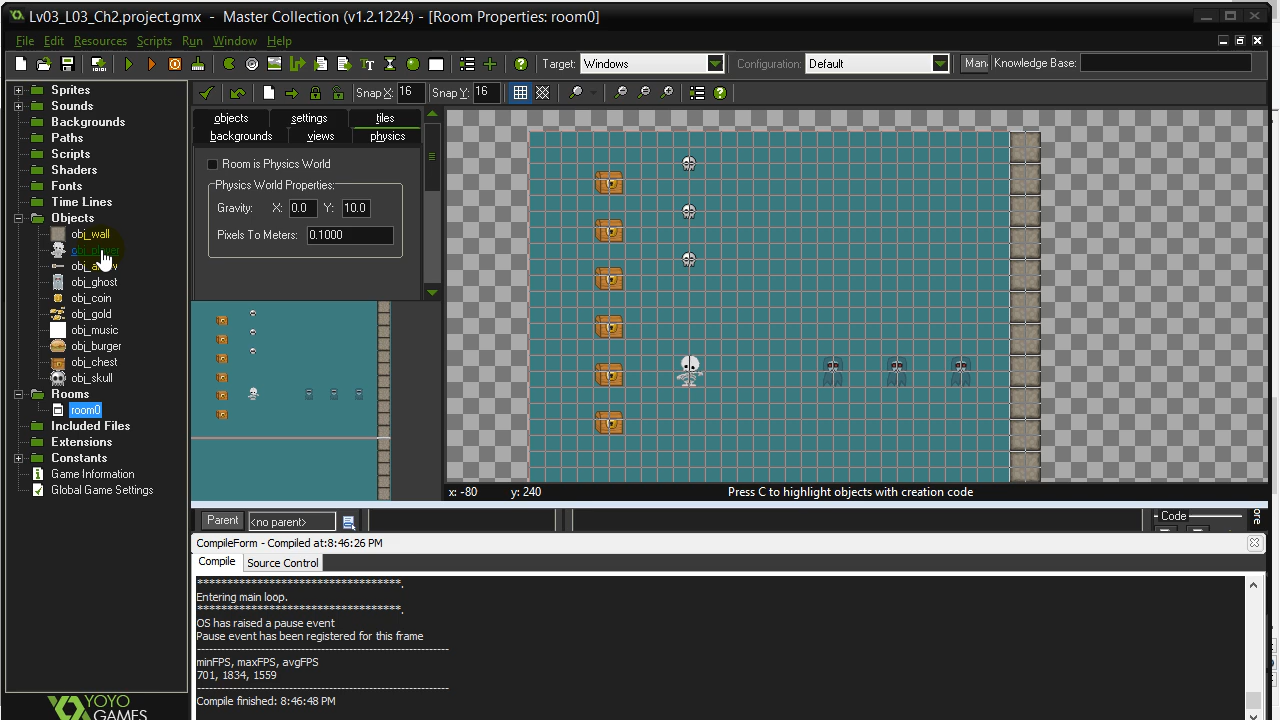 Lv03_L03_Ch2.project.gmx - Master Collection (v1.2.1224) - [Room Properties: room0]
File Edit Resources Scripts Run Window Help
Target: Windows Configuration: Default Man Knowledge Base:
Snap X: 16 Snap Y: 16
Sprites
Sounds
Backgrounds
Paths
Scripts
Shaders
Fonts
Time Lines
Objects
obj_wall
obj_player
obj_ghost
obj_coin
obj_gold
obj_music
obj_burger
obj_chest
obj_skull
Rooms
room0
Included Files
Extensions
Constants
Game Information
Global Game Settings
YOYO
GAMES
objects settings tiles
backgrounds views physics
Room is Physics World
Physics World Properties:
Gravity: X: 0.0 Y: 10.0
Pixels To Meters: 0.1000
x: -80 y: 240 Press C to highlight objects with creation code
Parent <no parent> Code
CompileForm - Compiled at:8:46:26 PM
Compile Source Control
***********************************.
Entering main loop.
***********************************.
OS has raised a pause event
Pause event has been registered for this frame
minFPS, maxFPS, avgFPS
701, 1834, 1559
Compile finished: 8:46:48 PM